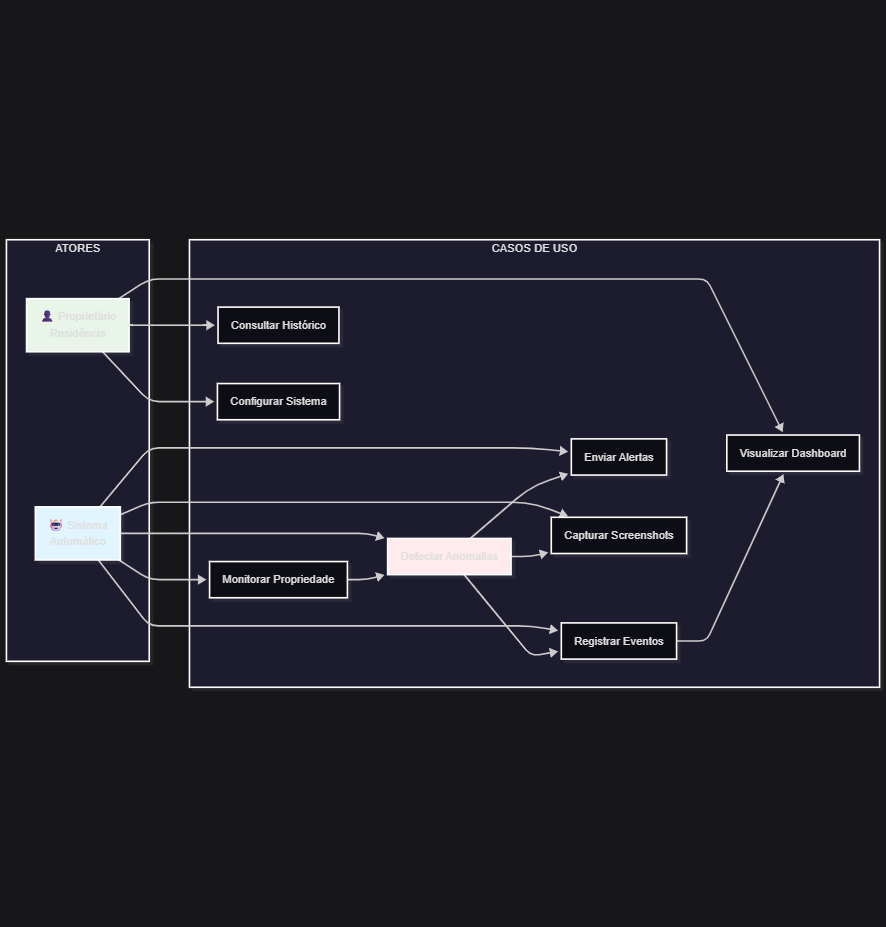 ATORES
CASOS DE USO
Proprietário
Residência
Consultar Histórico
Configurar Sistema
Enviar Alertas
Visualizar Dashboard
Sistema
Automático
Capturar Screenshots
Detectar Anomalias
Monitorar Propriedade
Registrar Eventos